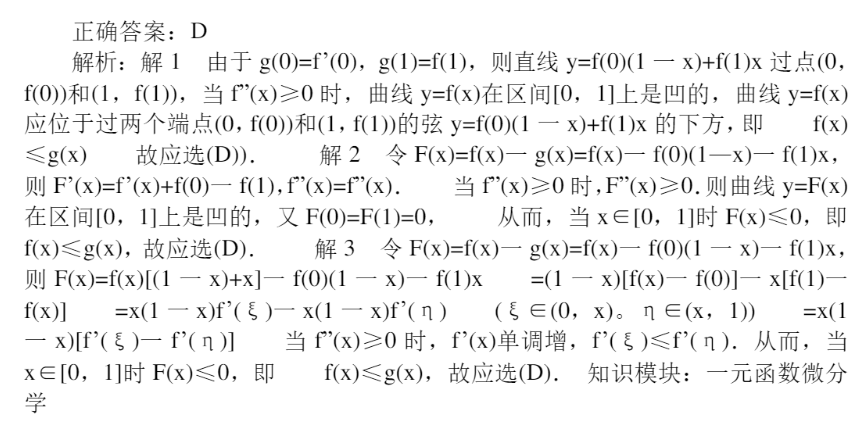 正确答案：D
解析：解 1　由于 g(0)=f’(0)，g(1)=f(1)，则直线 y=f(0)(1 一 x)+f(1)x 过点(0，
f(0))和(1，f(1))，当 f”(x)≥0 时，曲线 y=f(x)在区间[0，1]上是凹的，曲线 y=f(x)
应位于过两个端点(0，f(0))和(1，f(1))的弦 y=f(0)(1 一 x)+f(1)x 的下方，即　　f(x)
≤g(x)　　故应选(D))．　　解 2　令 F(x)=f(x)一 g(x)=f(x)一 f(0)(1—x)一 f(1)x，
则 F’(x)=f’(x)+f(0)一 f(1)，f”(x)=f”(x)．　　当 f”(x)≥0 时，F”(x)≥0．则曲线 y=F(x)
在区间[0，1]上是凹的，又 F(0)=F(1)=0，　　从而，当 x∈[0，1]时 F(x)≤0，即
f(x)≤g(x)，故应选(D)．　　解 3　令 F(x)=f(x)一 g(x)=f(x)一 f(0)(1 一 x)一 f(1)x，
则 F(x)=f(x)[(1 一 x)+x]一 f(0)(1 一 x)一 f(1)x　　=(1 一 x)[f(x)一 f(0)]一 x[f(1)一
f(x)]　　=x(1 一 x)f’(ξ)一 x(1 一 x)f’(η)　　(ξ∈(0，x)。η∈(x，1))　　=x(1
一 x)[f’(ξ)一 f’(η)]　　当 f”(x)≥0 时，f’(x)单调增，f’(ξ)≤f’(η)．从而，当
x∈[0，1]时 F(x)≤0，即　　f(x)≤g(x)，故应选(D)．　知识模块：一元函数微分
学